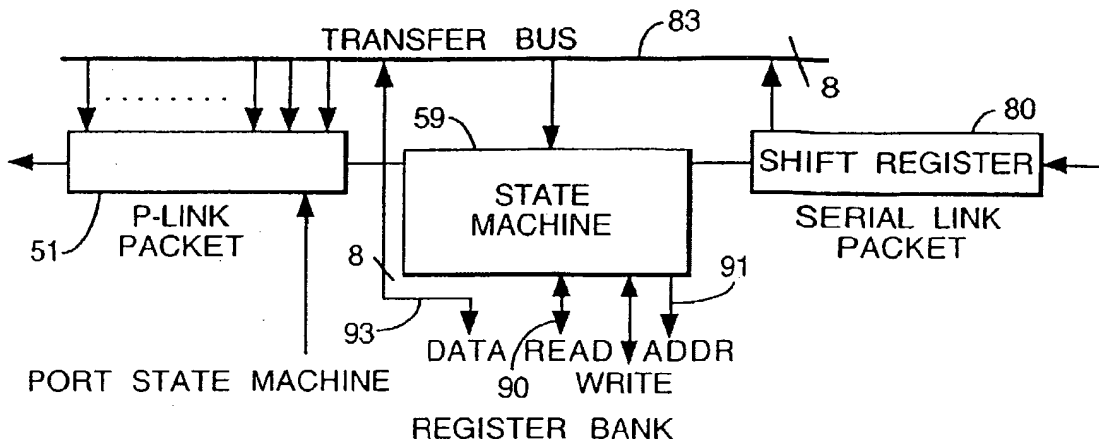 TRANSFER BUS
83
8
59
80
SHIFT REGISTER
STATE
MACHINE
P-LINK
PACKET
51
SERIAL LINK
PACKET
8
91
93
DATA READ ADDR
90
WRITE
PORT STATE MACHINE
REGISTER BANK